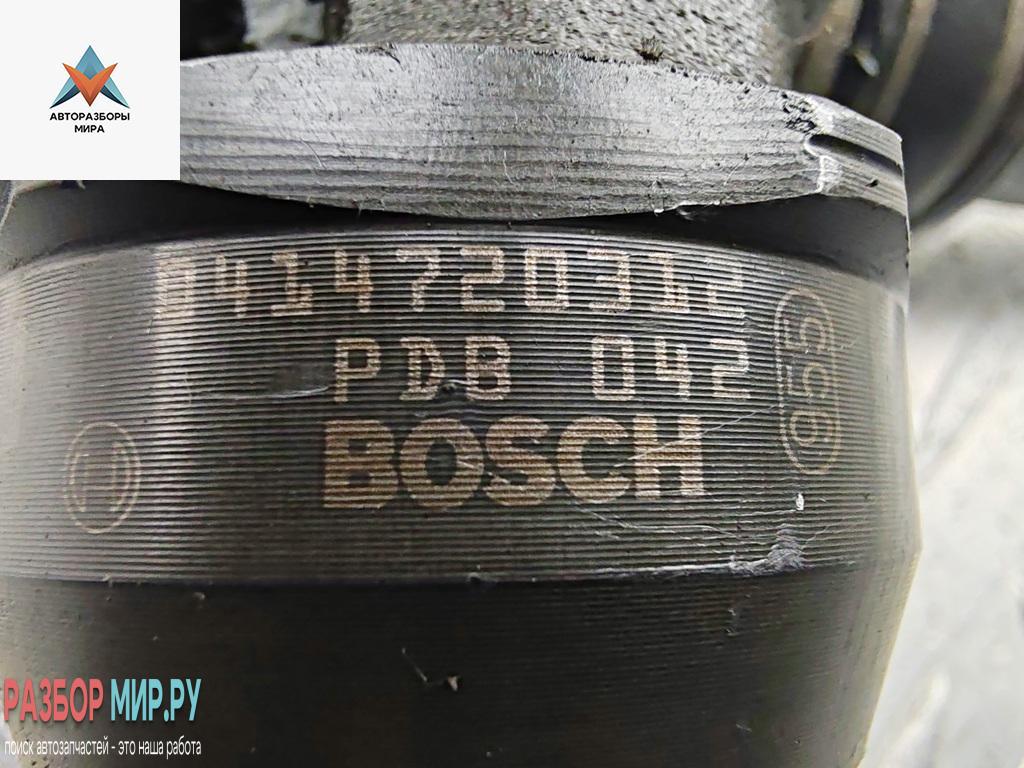 АВТОРАЗБОРЫ
МИРА
0414720312
PDB 042
BOSCH
РАЗБОР МИР.РУ
поиск автозапчастей - это наша работа